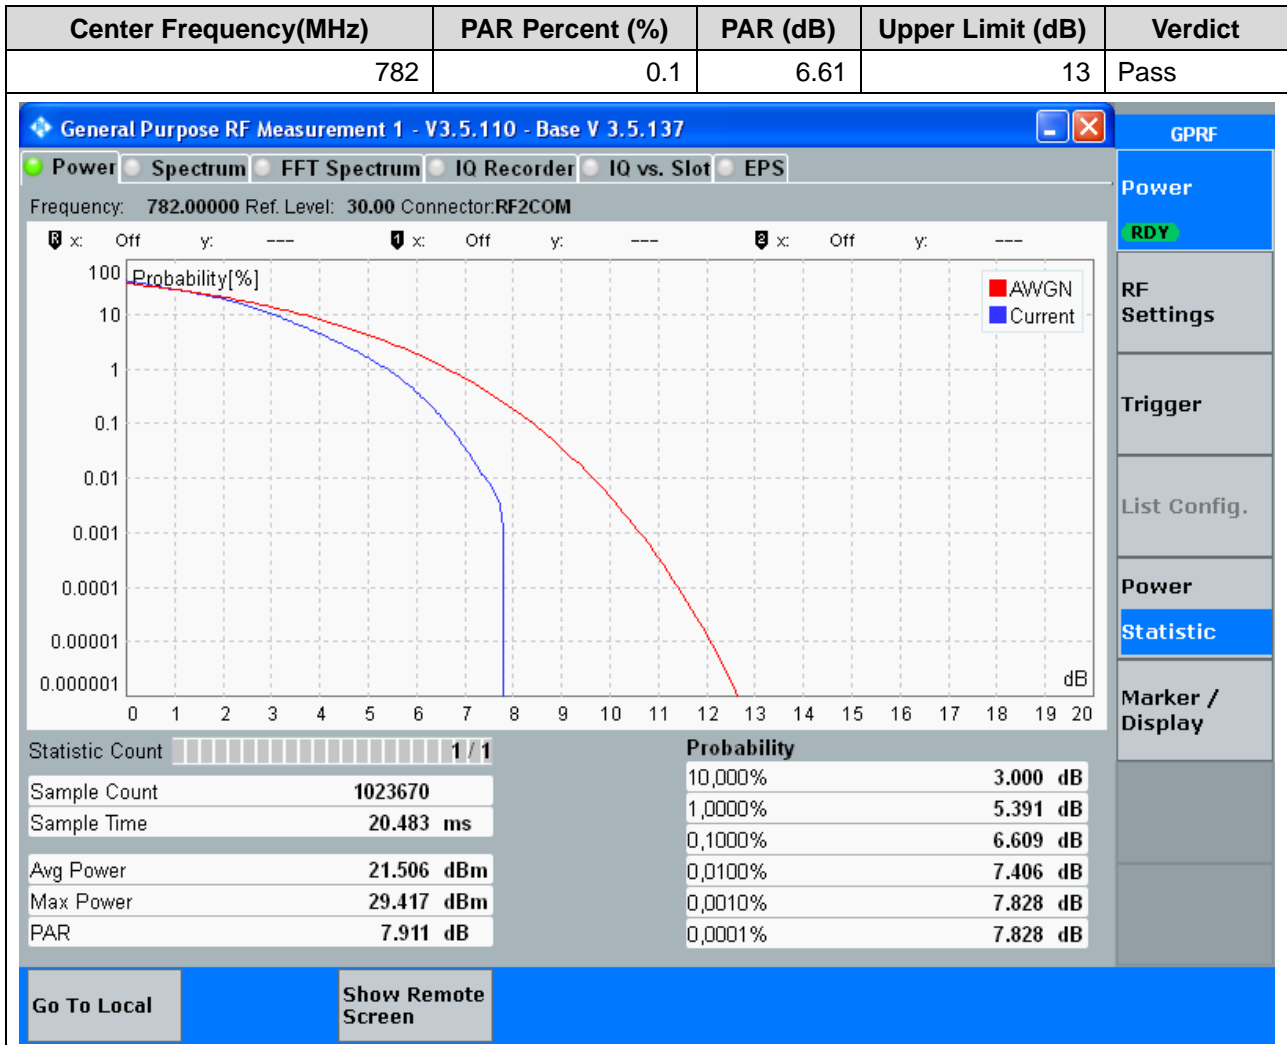 Center Frequency(MHz) PAR Percent (%) PAR (dB) Upper Limit (dB) Verdict
782 0.1 6.61 13 Pass
General Purpose RF Measurement 1 - V3.5.110 - Base V 3.5.137
GPRF
Power Spectrum FFT Spectrum IQ Recorder IQ vs. Slot EPS
Power
RDY
Frequency: 782.00000 Ref. Level: 30.00 Connector:RF2COM
R x: Off y: --- 1 x: Off y: --- 2 x: Off y: ---
Probability[%]
AWGN
Current
100
10
1
0.1
0.01
0.001
0.0001
0.00001
0.000001
dB
0 1 2 3 4 5 6 7 8 9 10 11 12 13 14 15 16 17 18 19 20
RF
Settings
Trigger
List Config.
Power
Statistic
Marker /
Display
Statistic Count 1 / 1
Sample Count 1023670
Sample Time 20.483 ms
Avg Power 21.506 dBm
Max Power 29.417 dBm
PAR 7.911 dB
Probability
10,000% 3.000 dB
1,0000% 5.391 dB
0,1000% 6.609 dB
0,0100% 7.406 dB
0,0010% 7.828 dB
0,0001% 7.828 dB
Go To Local
Show Remote
Screen